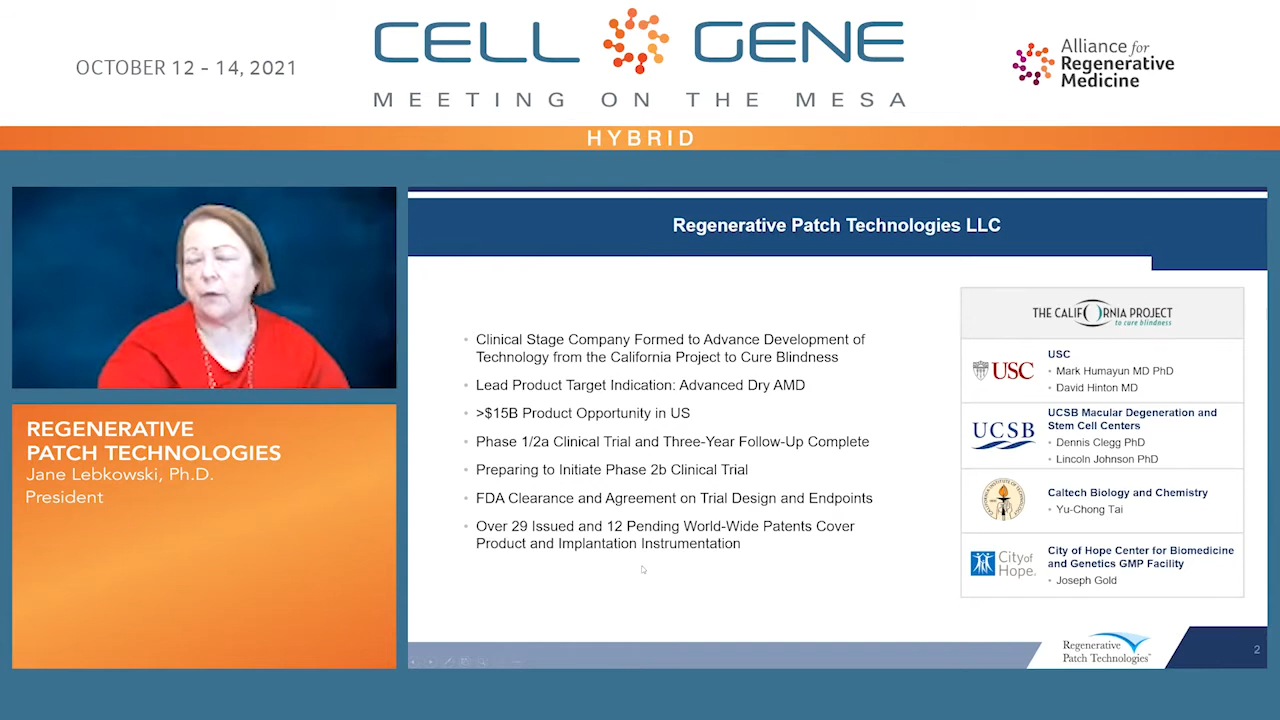 OCTOBER 12 - 14, 2021
CELL GENE
MEETING ON THE MESA
Alliance for
Regenerative
Medicine
HYBRID
REGENERATIVE
PATCH TECHNOLOGIES
Jane Lebkowski, Ph.D.
President
Regenerative Patch Technologies LLC
• Clinical Stage Company Formed to Advance Development of
Technology from the California Project to Cure Blindness
• Lead Product Target Indication: Advanced Dry AMD
• >$15B Product Opportunity in US
• Phase 1/2a Clinical Trial and Three-Year Follow-Up Complete
• Preparing to Initiate Phase 2b Clinical Trial
• FDA Clearance and Agreement on Trial Design and Endpoints
• Over 29 Issued and 12 Pending World-Wide Patents Cover
Product and Implantation Instrumentation
THE CALIFORNIA PROJECT
to cure blindness
USC
USC
• Mark Humayun MD PhD
• David Hinton MD
UCSB
UCSB Macular Degeneration and
Stem Cell Centers
• Dennis Clegg PhD
• Lincoln Johnson PhD
Caltech Biology and Chemistry
• Yu-Chong Tai
City of
Hope.
City of Hope Center for Biomedicine
and Genetics GMP Facility
• Joseph Gold
Regenerative
Patch Technologies™
2